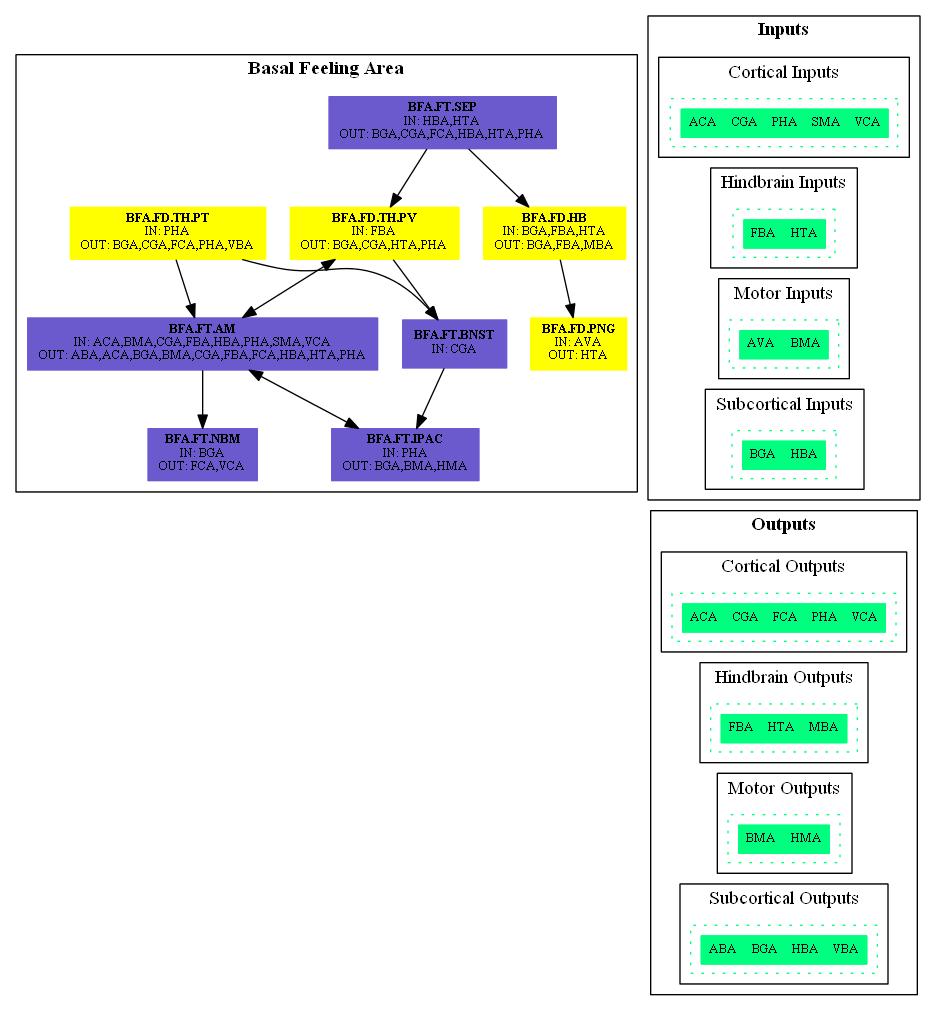 Basal Feeling Area
BFA.FT.SEP
IN: HBA,HTA
OUT: BGA,CGA,FCA,HBA,HTA,PHA
BFA.FD.TH.PT
IN: PHA
OUT: BGA,CGA,FCA,PHA,VBA
BFA.FD.TH.PV
IN: FBA
OUT: BGA,CGA,HTA,PHA
BFA.FD.HB
IN: BGA,FBA,HTA
OUT: BGA,FBA,MBA
BFA.FT.AM
IN: ACA,BMA,CGA,FBA,HBA,PHA,SMA,VCA
OUT: ABA,ACA,BGA,BMA,CGA,FBA,FCA,HBA,HTA,PHA
BFA.FT.BNST
IN: CGA
BFA.FD.PNG
IN: AVA
OUT: HTA
BFA.FT.NBM
IN: BGA
OUT: FCA,VCA
BFA.FT.IPAC
IN: PHA
OUT: BGA,BMA,HMA
Inputs
Cortical Inputs
ACA CGA PHA SMA VCA
Hindbrain Inputs
FBA HTA
Motor Inputs
AVA BMA
Subcortical Inputs
BGA HBA
Outputs
Cortical Outputs
ACA CGA FCA PHA VCA
Hindbrain Outputs
FBA HTA MBA
Motor Outputs
BMA HMA
Subcortical Outputs
ABA BGA HBA VBA